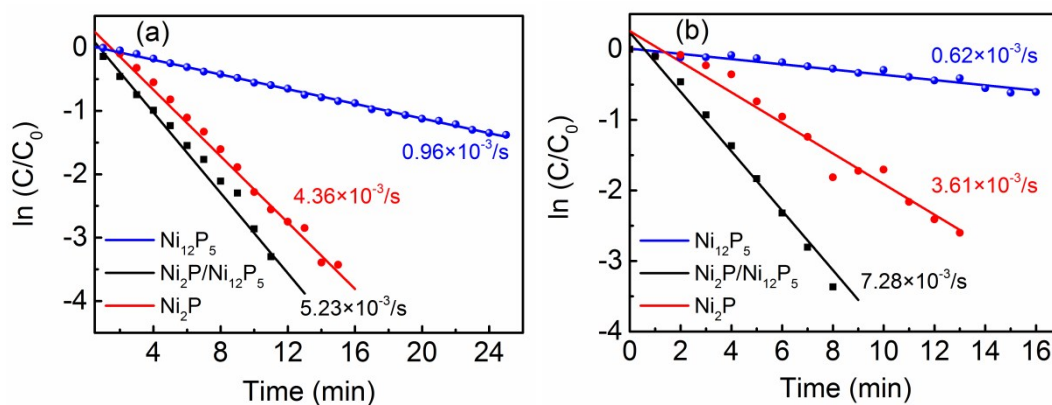 (a)
ln (C/C₀)
0
-1
-2
-3
-4
0.96×10⁻³/s
4.36×10⁻³/s
5.23×10⁻³/s
Ni₁₂P₅
Ni₂P/Ni₁₂P₅
Ni₂P
4 8 12 16 20 24
Time (min)
(b)
ln (C/C₀)
0
-1
-2
-3
-4
0.62×10⁻³/s
3.61×10⁻³/s
7.28×10⁻³/s
Ni₁₂P₅
Ni₂P/Ni₁₂P₅
Ni₂P
0 2 4 6 8 10 12 14 16
Time (min)